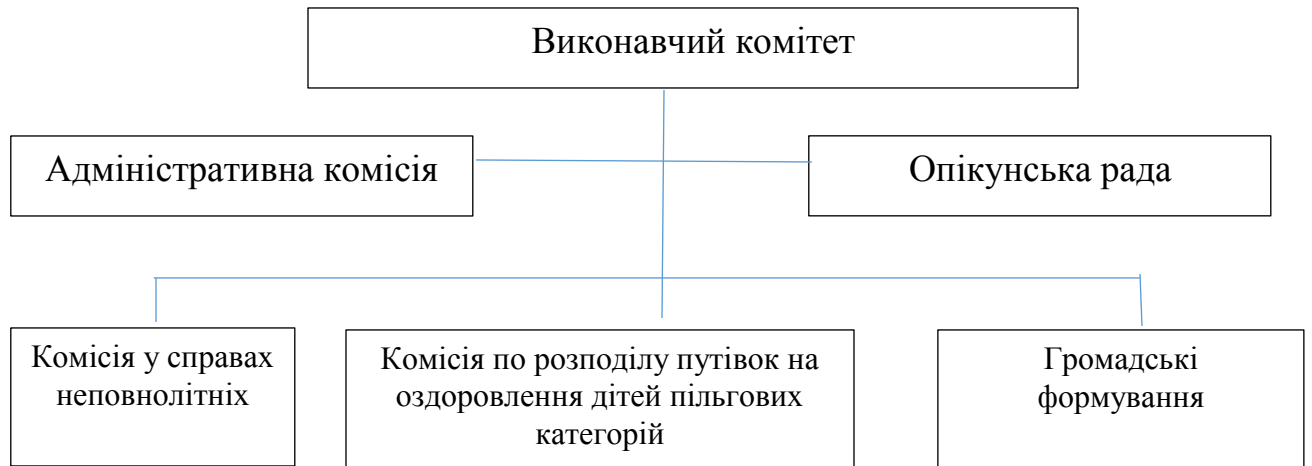 Виконавчий комітет
Адміністративна комісія
Опікунська рада
Комісія у справах
неповнолітніх
Комісія по розподілу путівок на
оздоровлення дітей пільгових
категорій
Громадські
формування